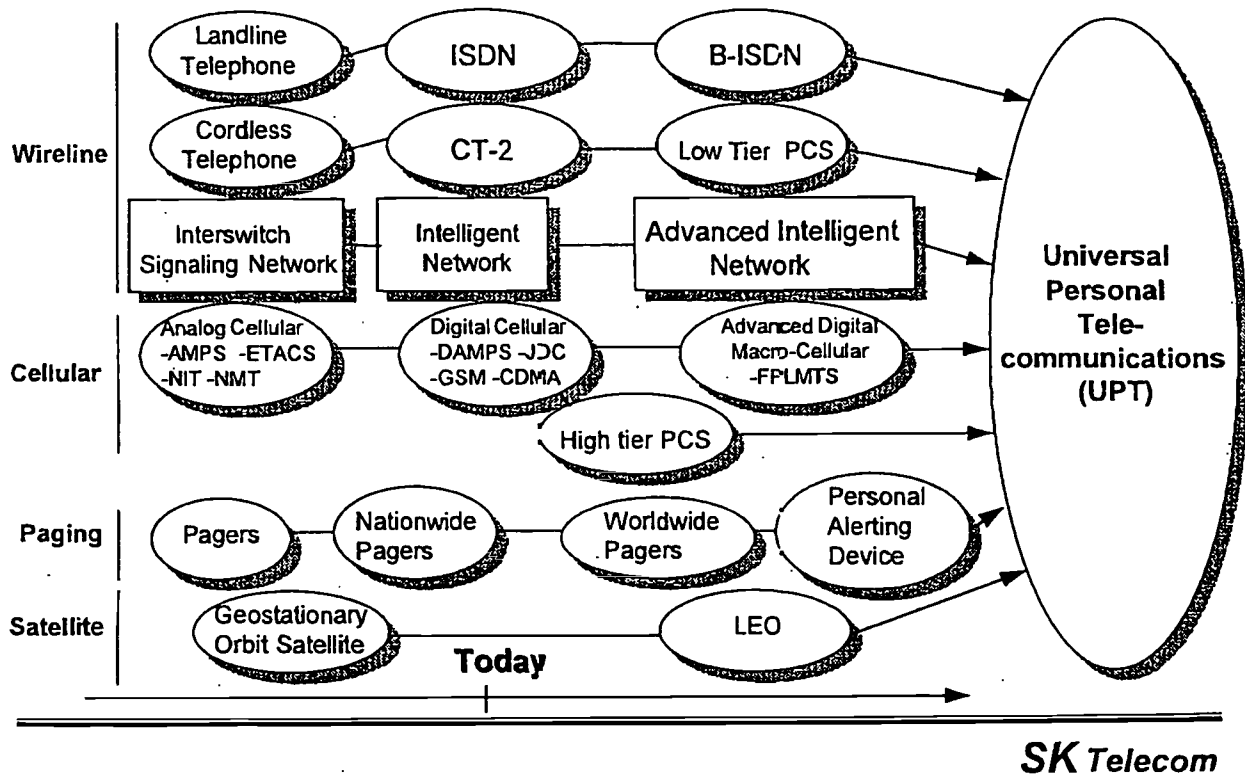 Landline
Telephone
ISDN
B-ISDN
Wireline
Cordless
Telephone
CT-2
Low Tier PCS
Interswitch
Signaling Network
Intelligent
Network
Advanced Intelligent
Network
Cellular
Analog Cellular
-AMPS -ETACS
-NIT -NMT
Digital Cellular
-DAMPS -JDC
-GSM -CDMA
Advanced Digital
Macro-Cellular
-FPLMTS
High tier PCS
Paging
Pagers
Nationwide
Pagers
Worldwide
Pagers
Personal
Alerting
Device
Satellite
Geostationary
Orbit Satellite
LEO
Universal
Personal
Tele-
communications
(UPT)
Today
SK Telecom